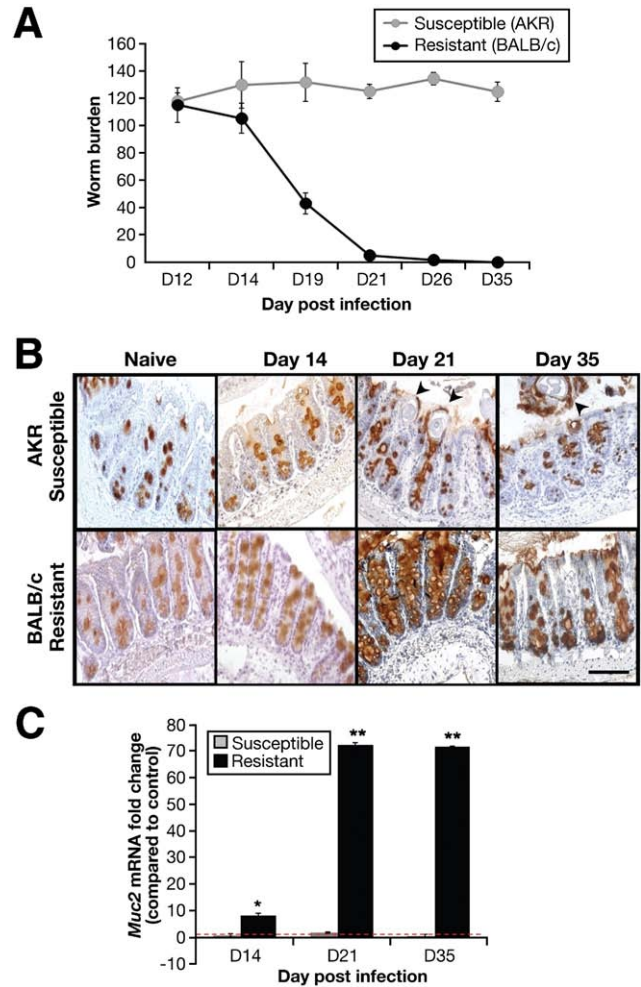 A
Susceptible (AKR)
Resistant (BALB/c)
160
140
120
100
80
60
40
20
0
Worm burden
D12 D14 D19 D21 D26 D35
Day post infection
B
Naive Day 14 Day 21 Day 35
AKR
Susceptible
BALB/c
Resistant
C
80
70
60
50
40
30
20
10
0
-10
Muc2 mRNA fold change
(compared to control)
Susceptible
Resistant
* ** **
D14 D21 D35
Day post infection